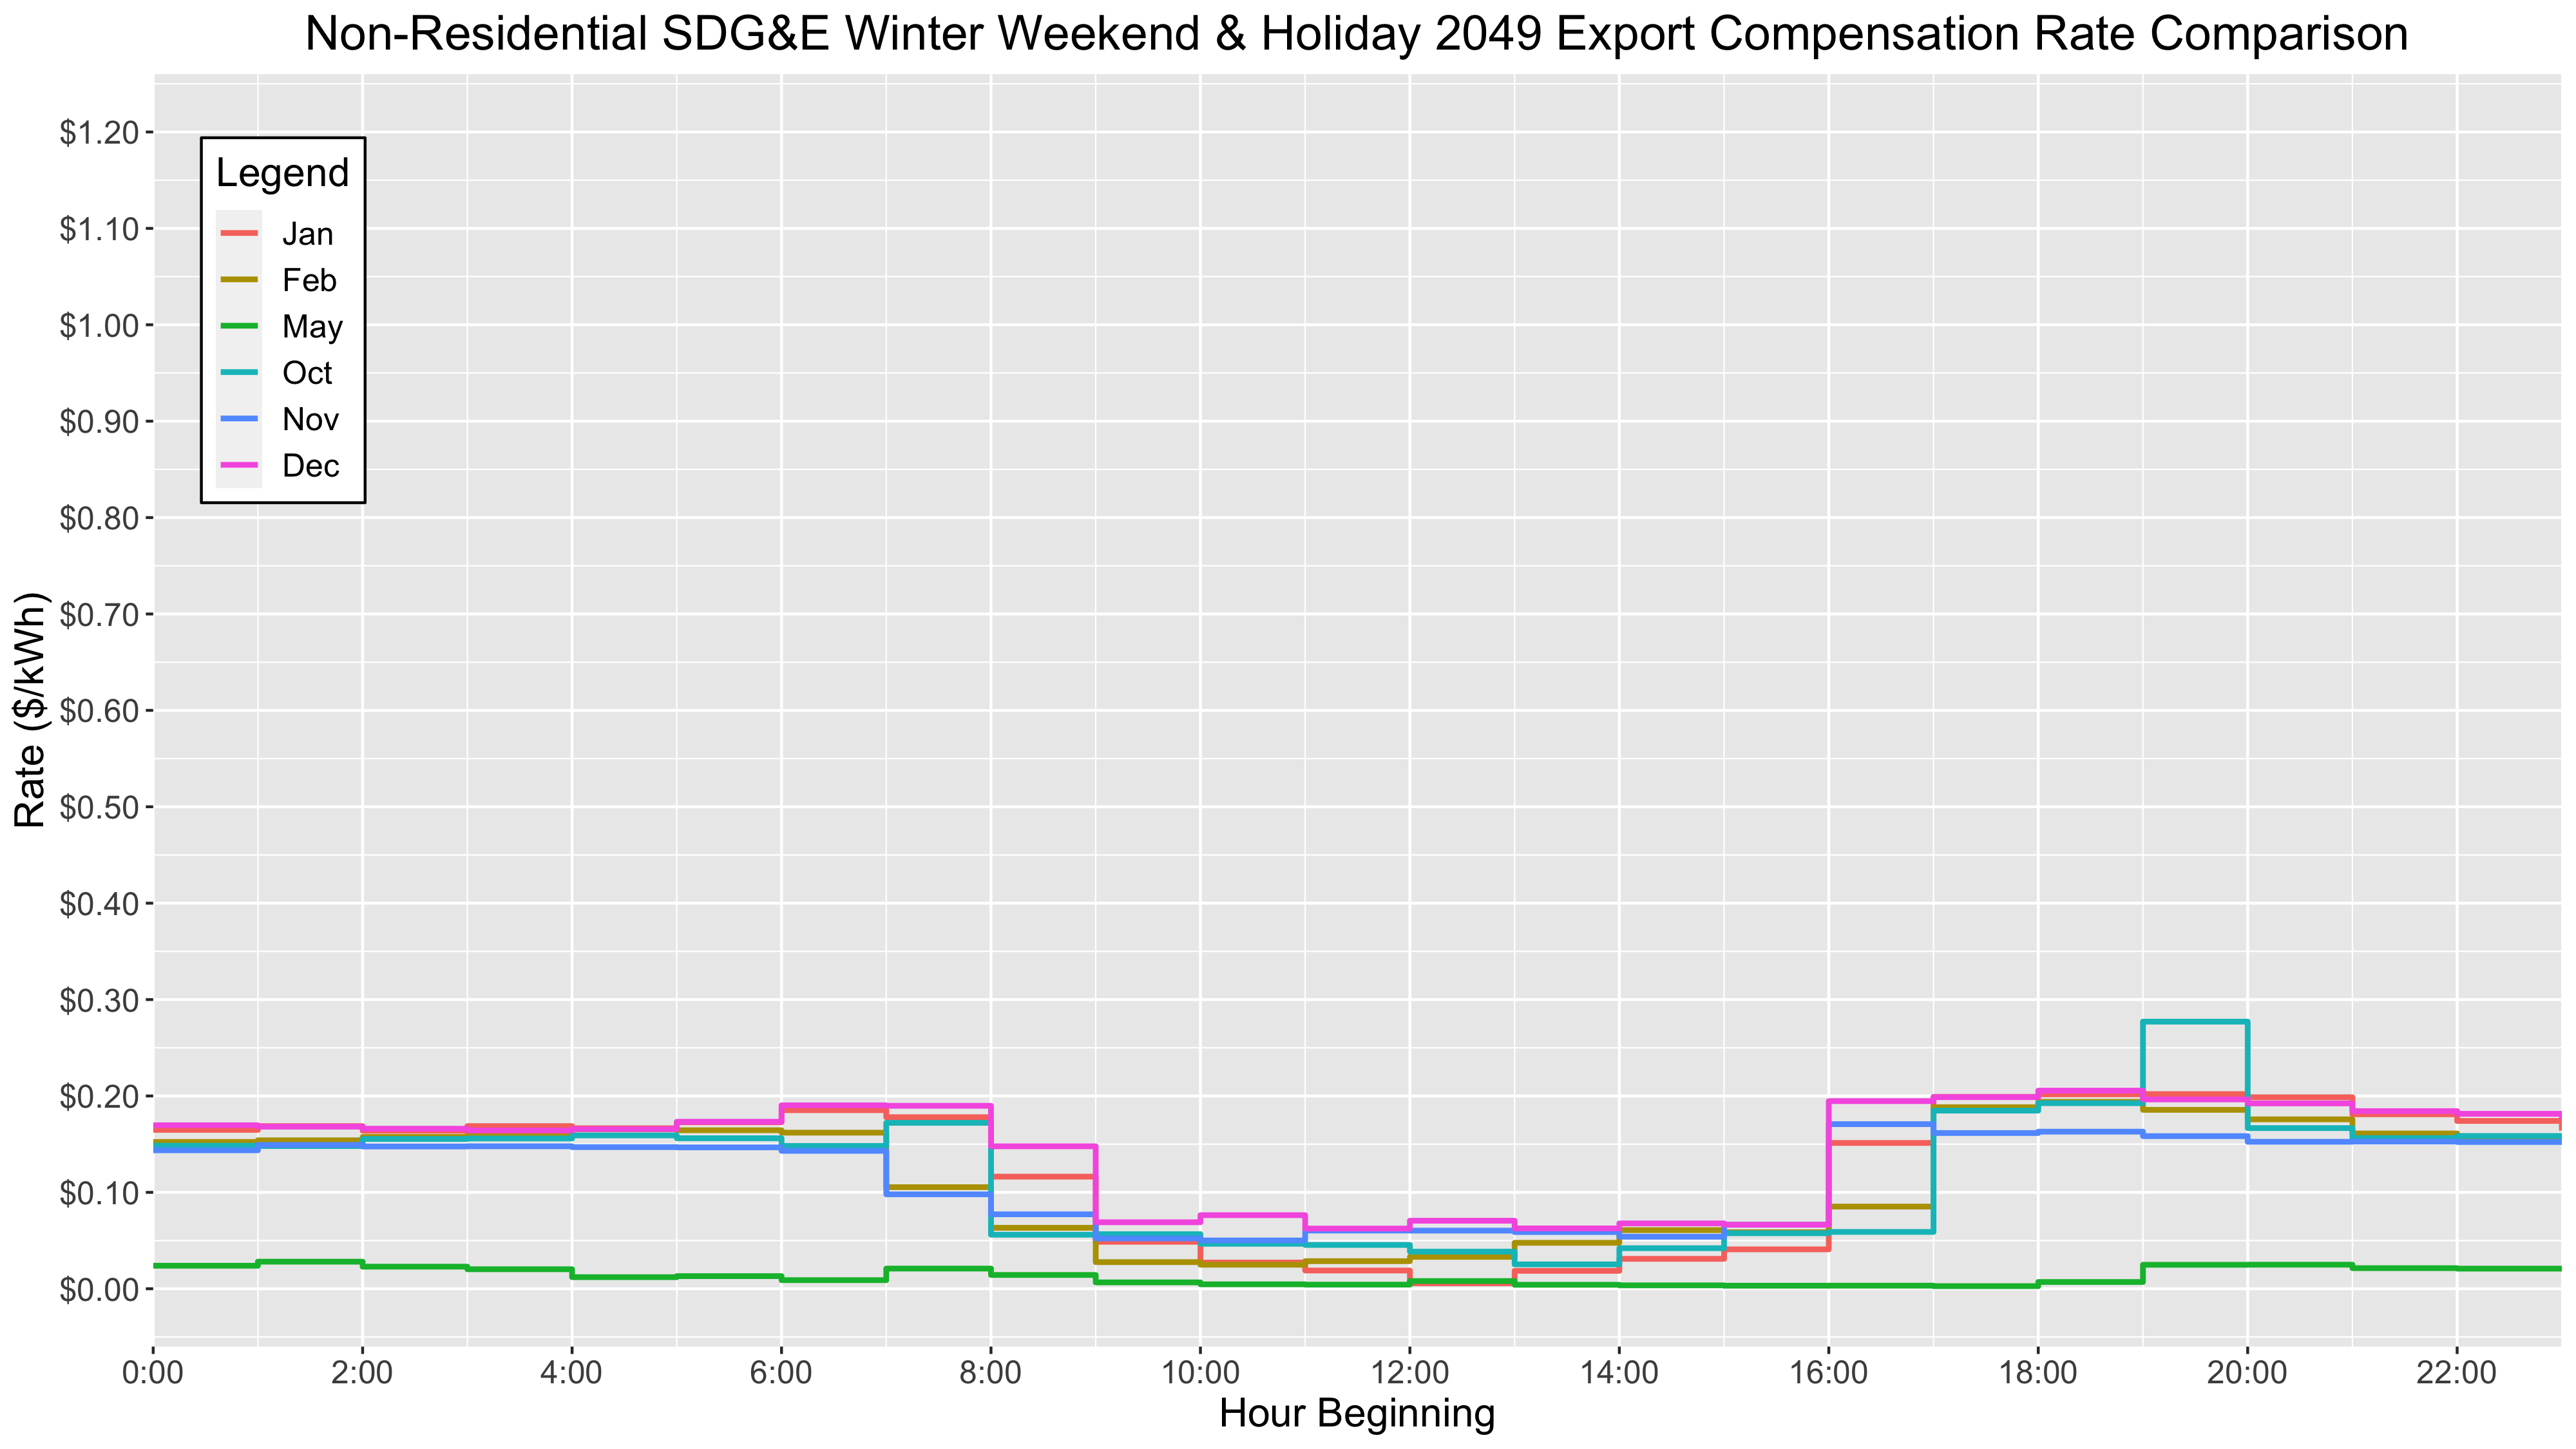 Non-Residential SDG&E Winter Weekend & Holiday 2049 Export Compensation Rate Comparison
Rate ($/kWh)
$1.20
$1.10
$1.00
$0.90
$0.80
$0.70
$0.60
$0.50
$0.40
$0.30
$0.20
$0.10
$0.00
Legend
Jan
Feb
May
Oct
Nov
Dec
0:00 2:00 4:00 6:00 8:00 10:00 12:00 14:00 16:00 18:00 20:00 22:00
Hour Beginning